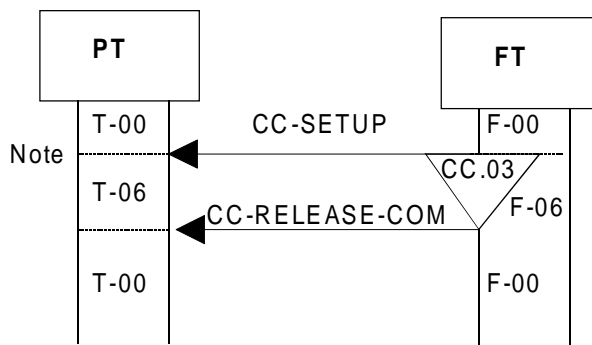 PT
FT
T-00
CC-SETUP
F-00
Note
CC.03
T-06
F-06
CC-RELEASE-COM
T-00
F-00